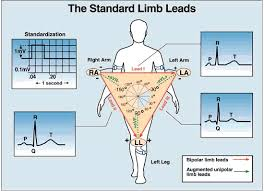 The Standard Limb Leads
Standardization
1mV
0.1mV
.04 .20
1 second
Right Arm
Left Arm
RA
LA
Lead I
R
P T
Q
R
P T
Q
R
P T
Q
LL
Left Leg
Bipolar
limb leads
Augmented unipolar
limb leads